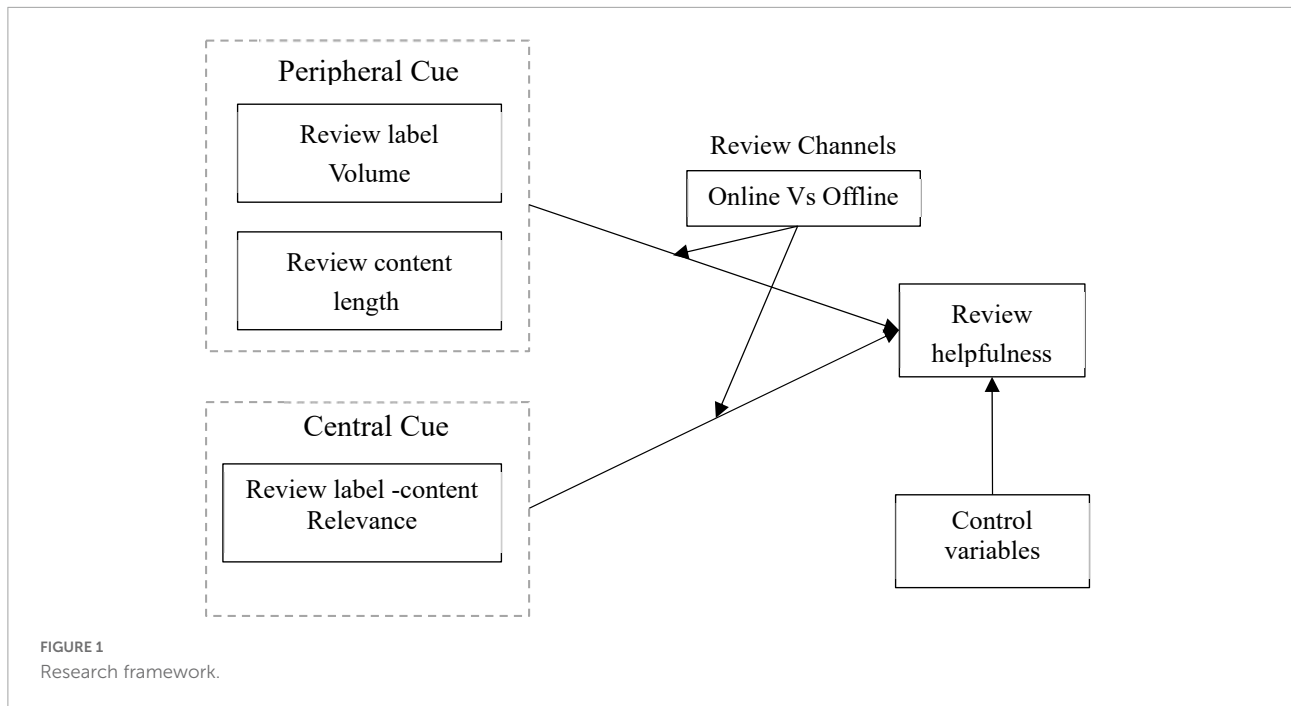 Peripheral Cue
Review label
Volume
Review content
length
Review Channels
Online Vs Offline
Review
helpfulness
Central Cue
Review label -content
Relevance
Control
variables
FIGURE 1
Research framework.